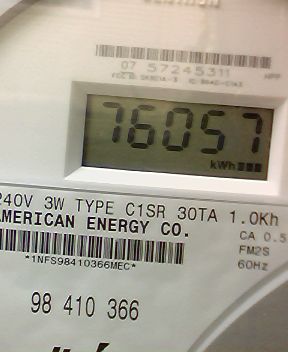 07 57245311
76057
kWh
240V 3W TYPE C1SR 30TA 1.0Kh
AMERICAN ENERGY CO.
CA 0.5
FM2S
*1NFS98410366MEC*
60Hz
98 410 366